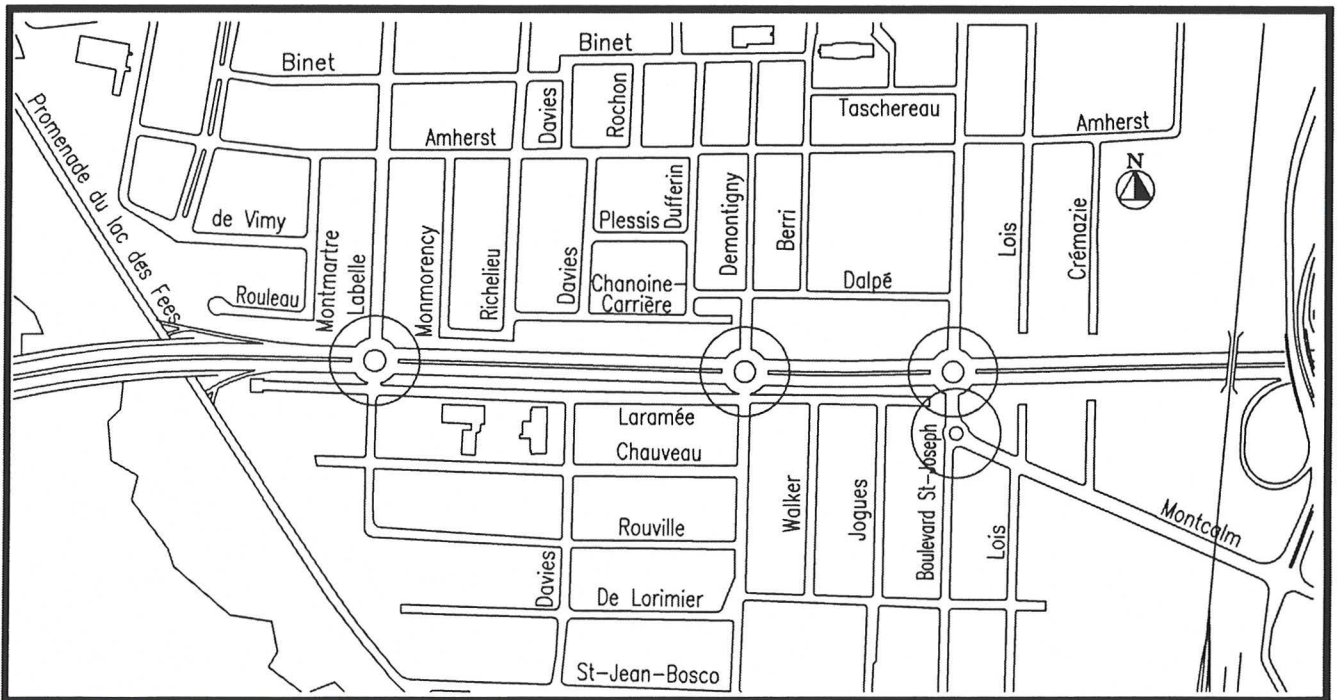 Binet
Binet
Promenade du lac des Fees
Amherst
Davies
Rochon
Taschereau
Amherst
N
de Vimy
Plessis
Dufferin
Demontigny
Berri
Lois
Crémazie
Rouleau
Montmartre
Labelle
Monmorency
Richelieu
Davies
Chanoine-
Carrière
Dalpé
Laramée
Chauveau
Walker
Jogues
Boulevard St-Joseph
Rouville
Lois
Montcalm
Davies
De Lorimier
St-Jean-Bosco